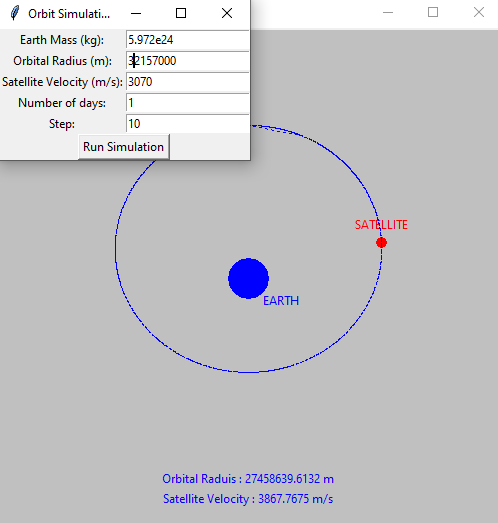 Orbit Simulati...
Earth Mass (kg): 5.972e24
Orbital Radius (m): 32157000
Satellite Velocity (m/s): 3070
Number of days: 1
Step: 10
Run Simulation
SATELLITE
EARTH
Orbital Raduis : 27458639.6132 m
Satellite Velocity : 3867.7675 m/s